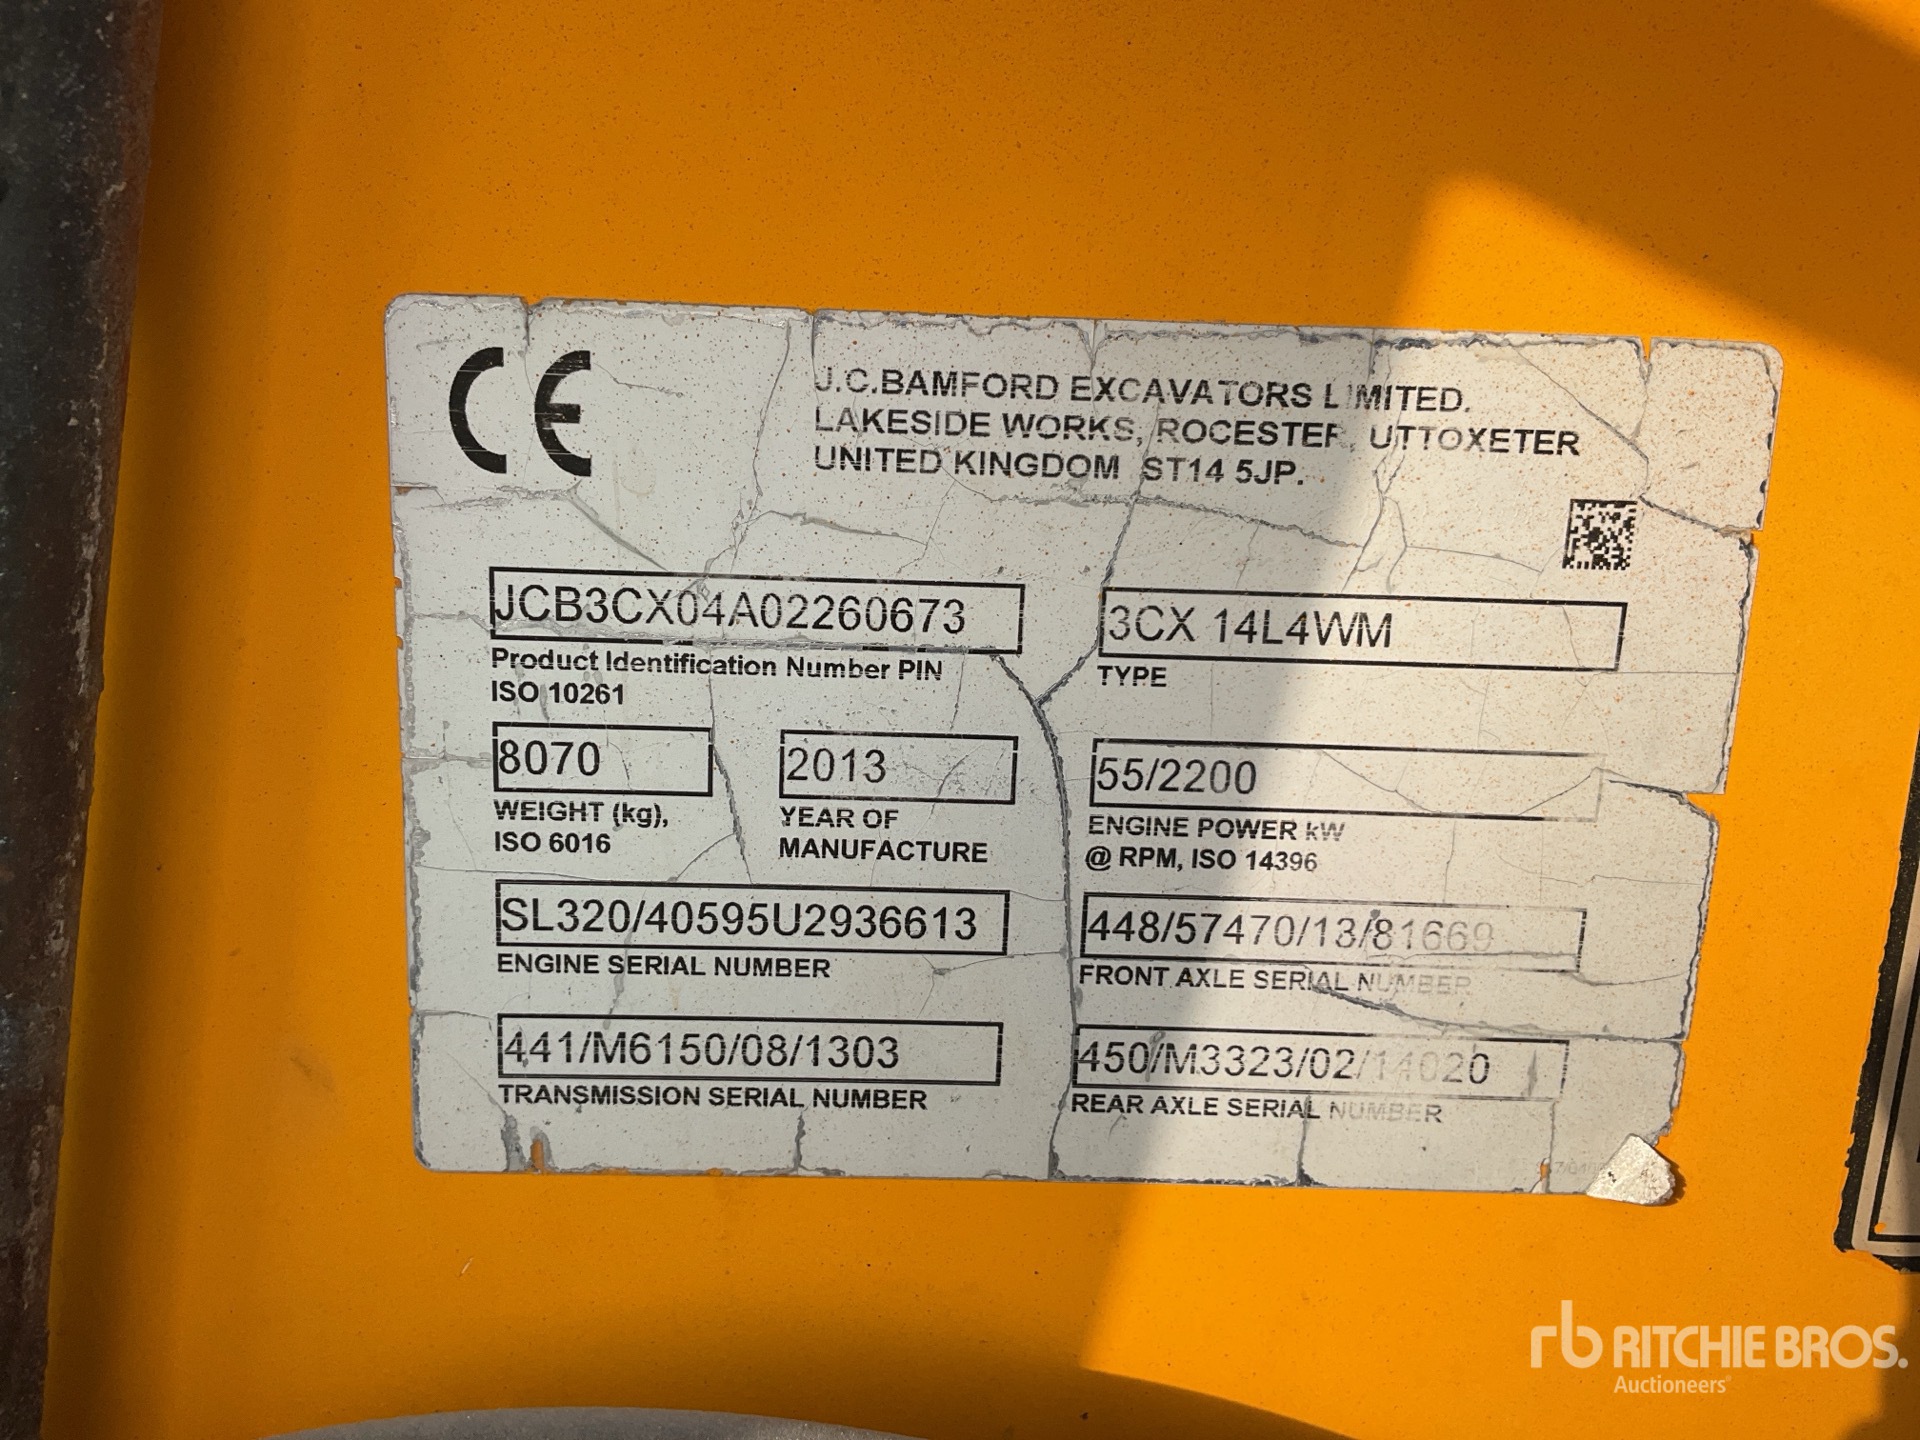 CE
J.C.BAMFORD EXCAVATORS LIMITED.
LAKESIDE WORKS, ROCESTER, UTTOXETER
UNITED KINGDOM ST14 5JP.
JCB3CX04A02260673
Product Identification Number PIN
ISO 10261
3CX 14L4WM
TYPE
8070
WEIGHT (kg),
ISO 6016
2013
YEAR OF
MANUFACTURE
55/2200
ENGINE POWER kW
@ RPM, ISO 14396
SL320/40595U2936613
ENGINE SERIAL NUMBER
448/57470/13/81669
FRONT AXLE SERIAL NUMBER
441/M6150/08/1303
TRANSMISSION SERIAL NUMBER
450/M3323/02/14020
REAR AXLE SERIAL NUMBER
rb RITCHIE BROS.
Auctioneers